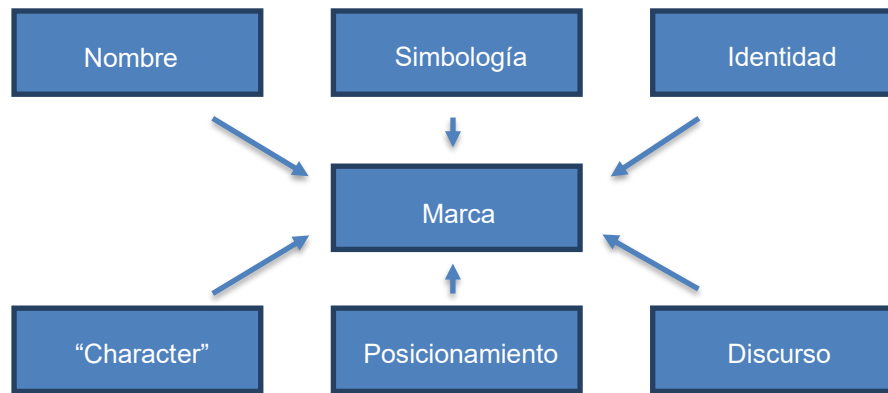 Nombre
Simbología
Identidad
Marca
“Character”
Posicionamiento
Discurso